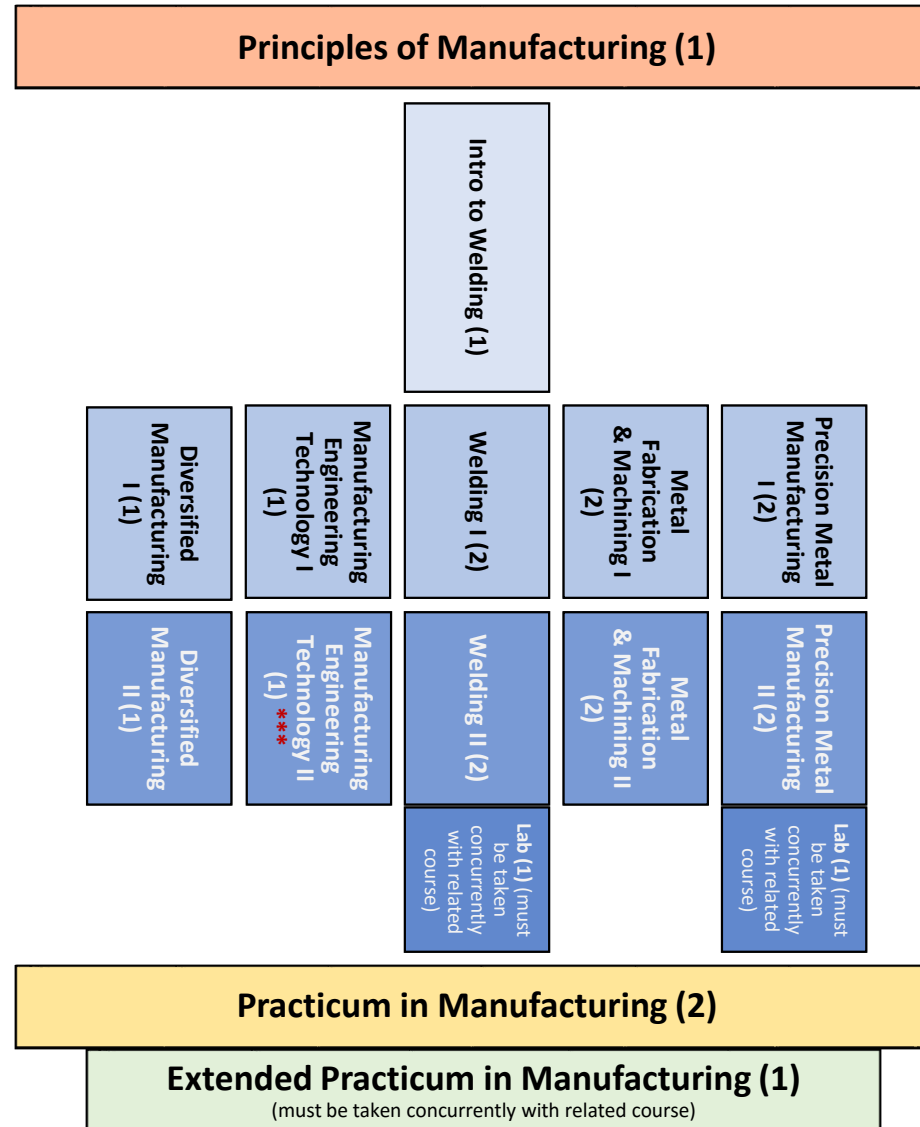 Principles of Manufacturing (1)
Intro to Welding (1)
Diversified
Manufacturing
I (1)
Manufacturing
Engineering
Technology I
(1)
Welding I (2)
Metal
Fabrication
& Machining I
(2)
Precision Metal
Manufacturing
I (2)
Diversified
Manufacturing
II (1)
Manufacturing
Engineering
Technology II
(1) ***
Welding II (2)
Metal
Fabrication
& Machining II
(2)
Precision Metal
Manufacturing
II (2)
Lab (1) (must
be taken
concurrently
with related
course)
Lab (1) (must
be taken
concurrently
with related
course)
Practicum in Manufacturing (2)
Extended Practicum in Manufacturing (1)
(must be taken concurrently with related course)